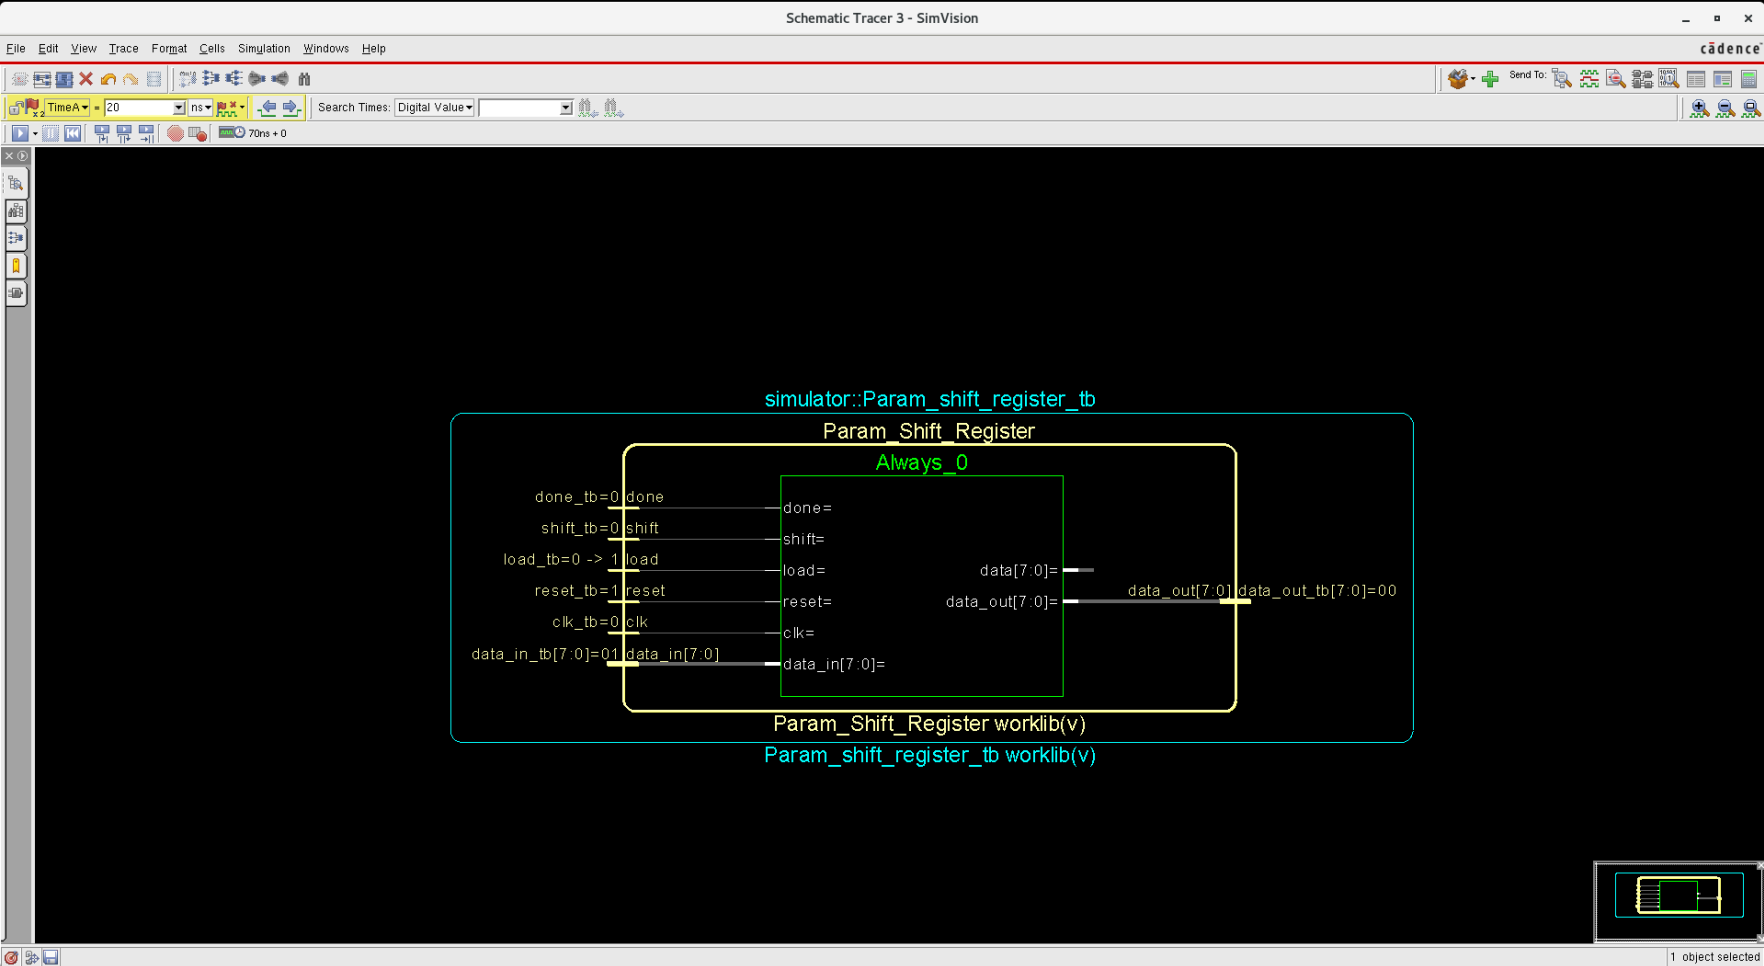 Schematic Tracer 3 - SimVision
File Edit View Trace Format Cells Simulation Windows Help
cādence
Send To:
x2 TimeA = 20 ns Search Times: Digital Value
70ns + 0
simulator::Param_shift_register_tb
Param_Shift_Register
Always_0
done_tb=0 done done=
shift_tb=0 shift shift=
load_tb=0 -> 1 load load= data[7:0]=
reset_tb=1 reset reset= data_out[7:0]= data_out[7:0] data_out_tb[7:0]=00
clk_tb=0 clk clk=
data_in_tb[7:0]=01 data_in[7:0] data_in[7:0]=
Param_Shift_Register worklib(v)
Param_shift_register_tb worklib(v)
1 object selected